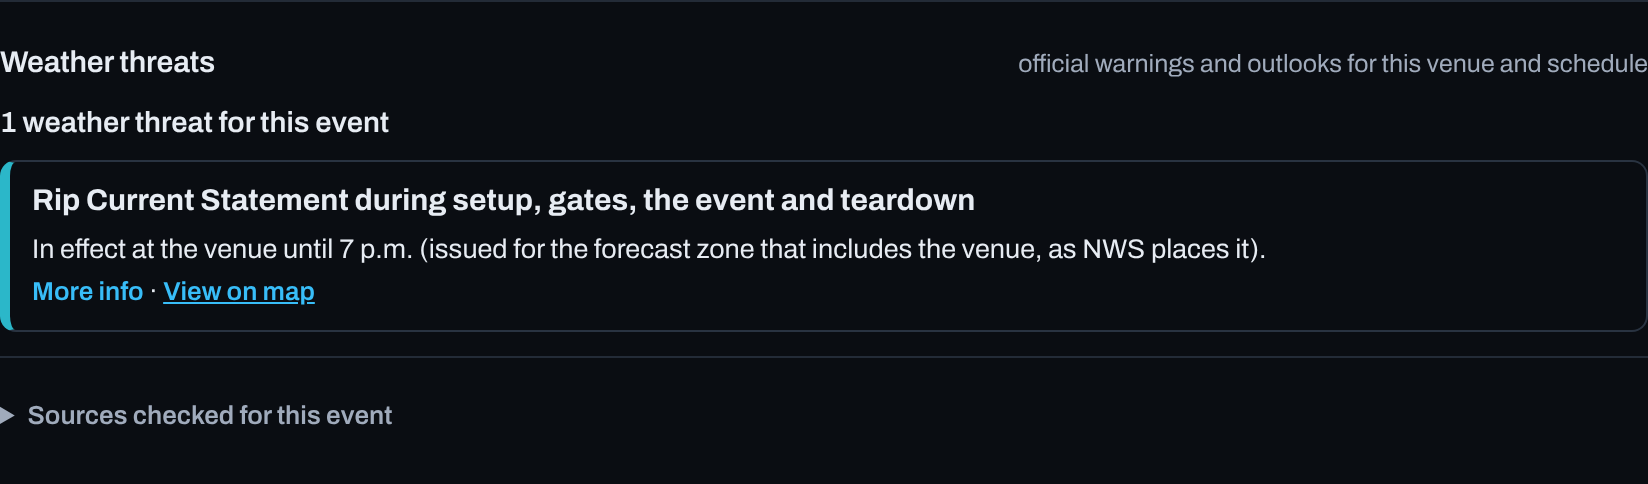 Weather threats
official warnings and outlooks for this venue and schedule
1 weather threat for this event
Rip Current Statement during setup, gates, the event and teardown
In effect at the venue until 7 p.m. (issued for the forecast zone that includes the venue, as NWS places it).
More info · View on map
Sources checked for this event